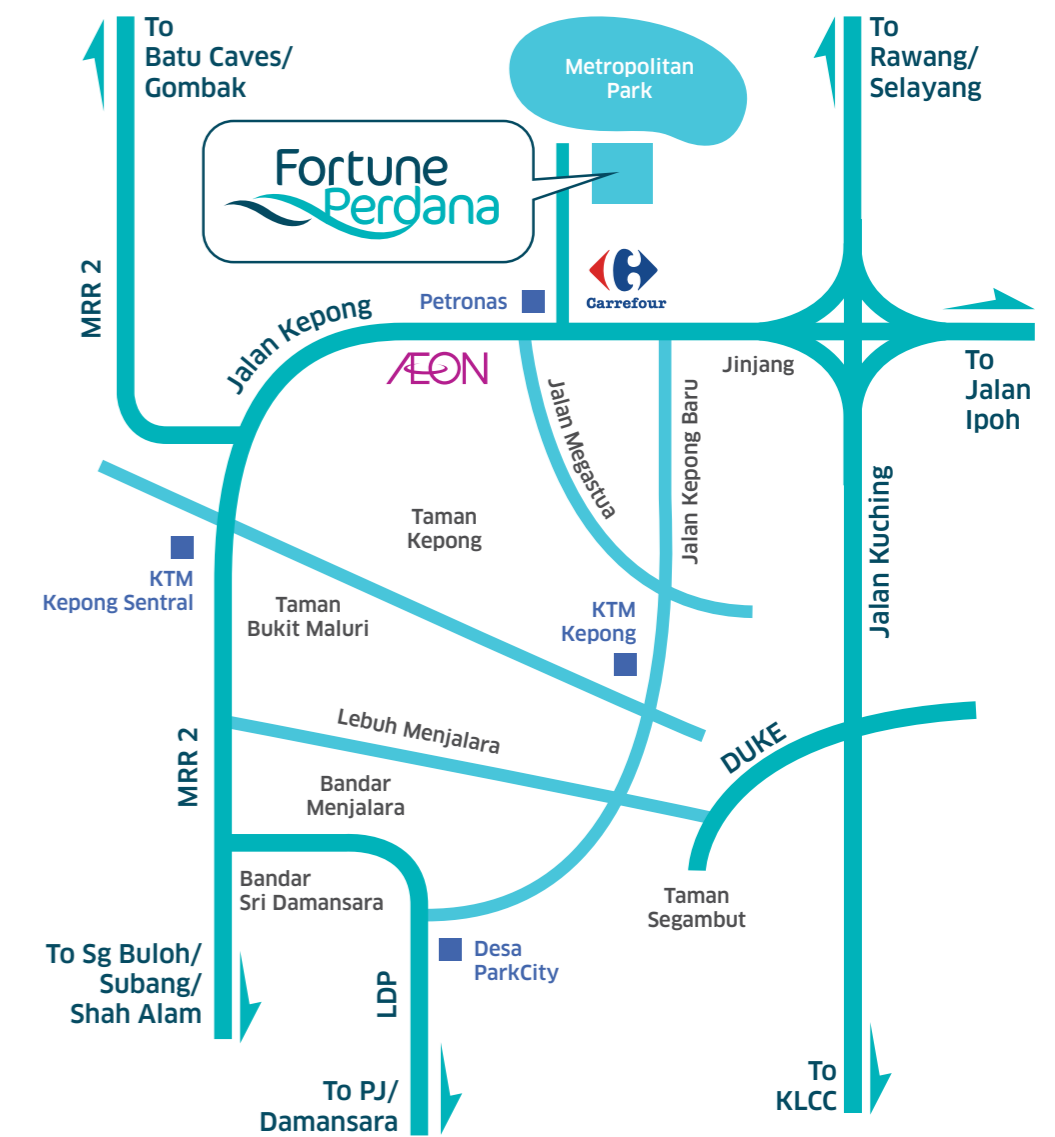 To
Batu Caves/
Gombak
Metropolitan
Park
To
Rawang/
Selayang
Fortune
Perdana
MRR 2
Petronas
Carrefour
Jalan Kepong
ÆON
Jinjang
To
Jalan
Ipoh
Jalan Megastua
Jalan Kepong Baru
Jalan Kuching
Taman
Kepong
KTM
Kepong Sentral
Taman
Bukit Maluri
KTM
Kepong
Lebuh Menjalara
DUKE
MRR 2
Bandar
Menjalara
Bandar
Sri Damansara
Taman
Segambut
To Sg Buloh/
Subang/
Shah Alam
Desa
ParkCity
LDP
To PJ/
Damansara
To
KLCC